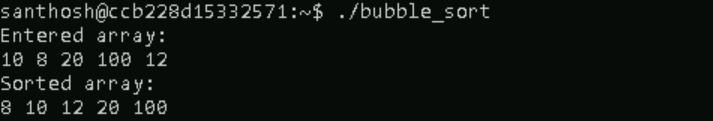 santhosh@ccb228d15332571:~$ ./bubble_sort
Entered array:
10 8 20 100 12
Sorted array:
8 10 12 20 100